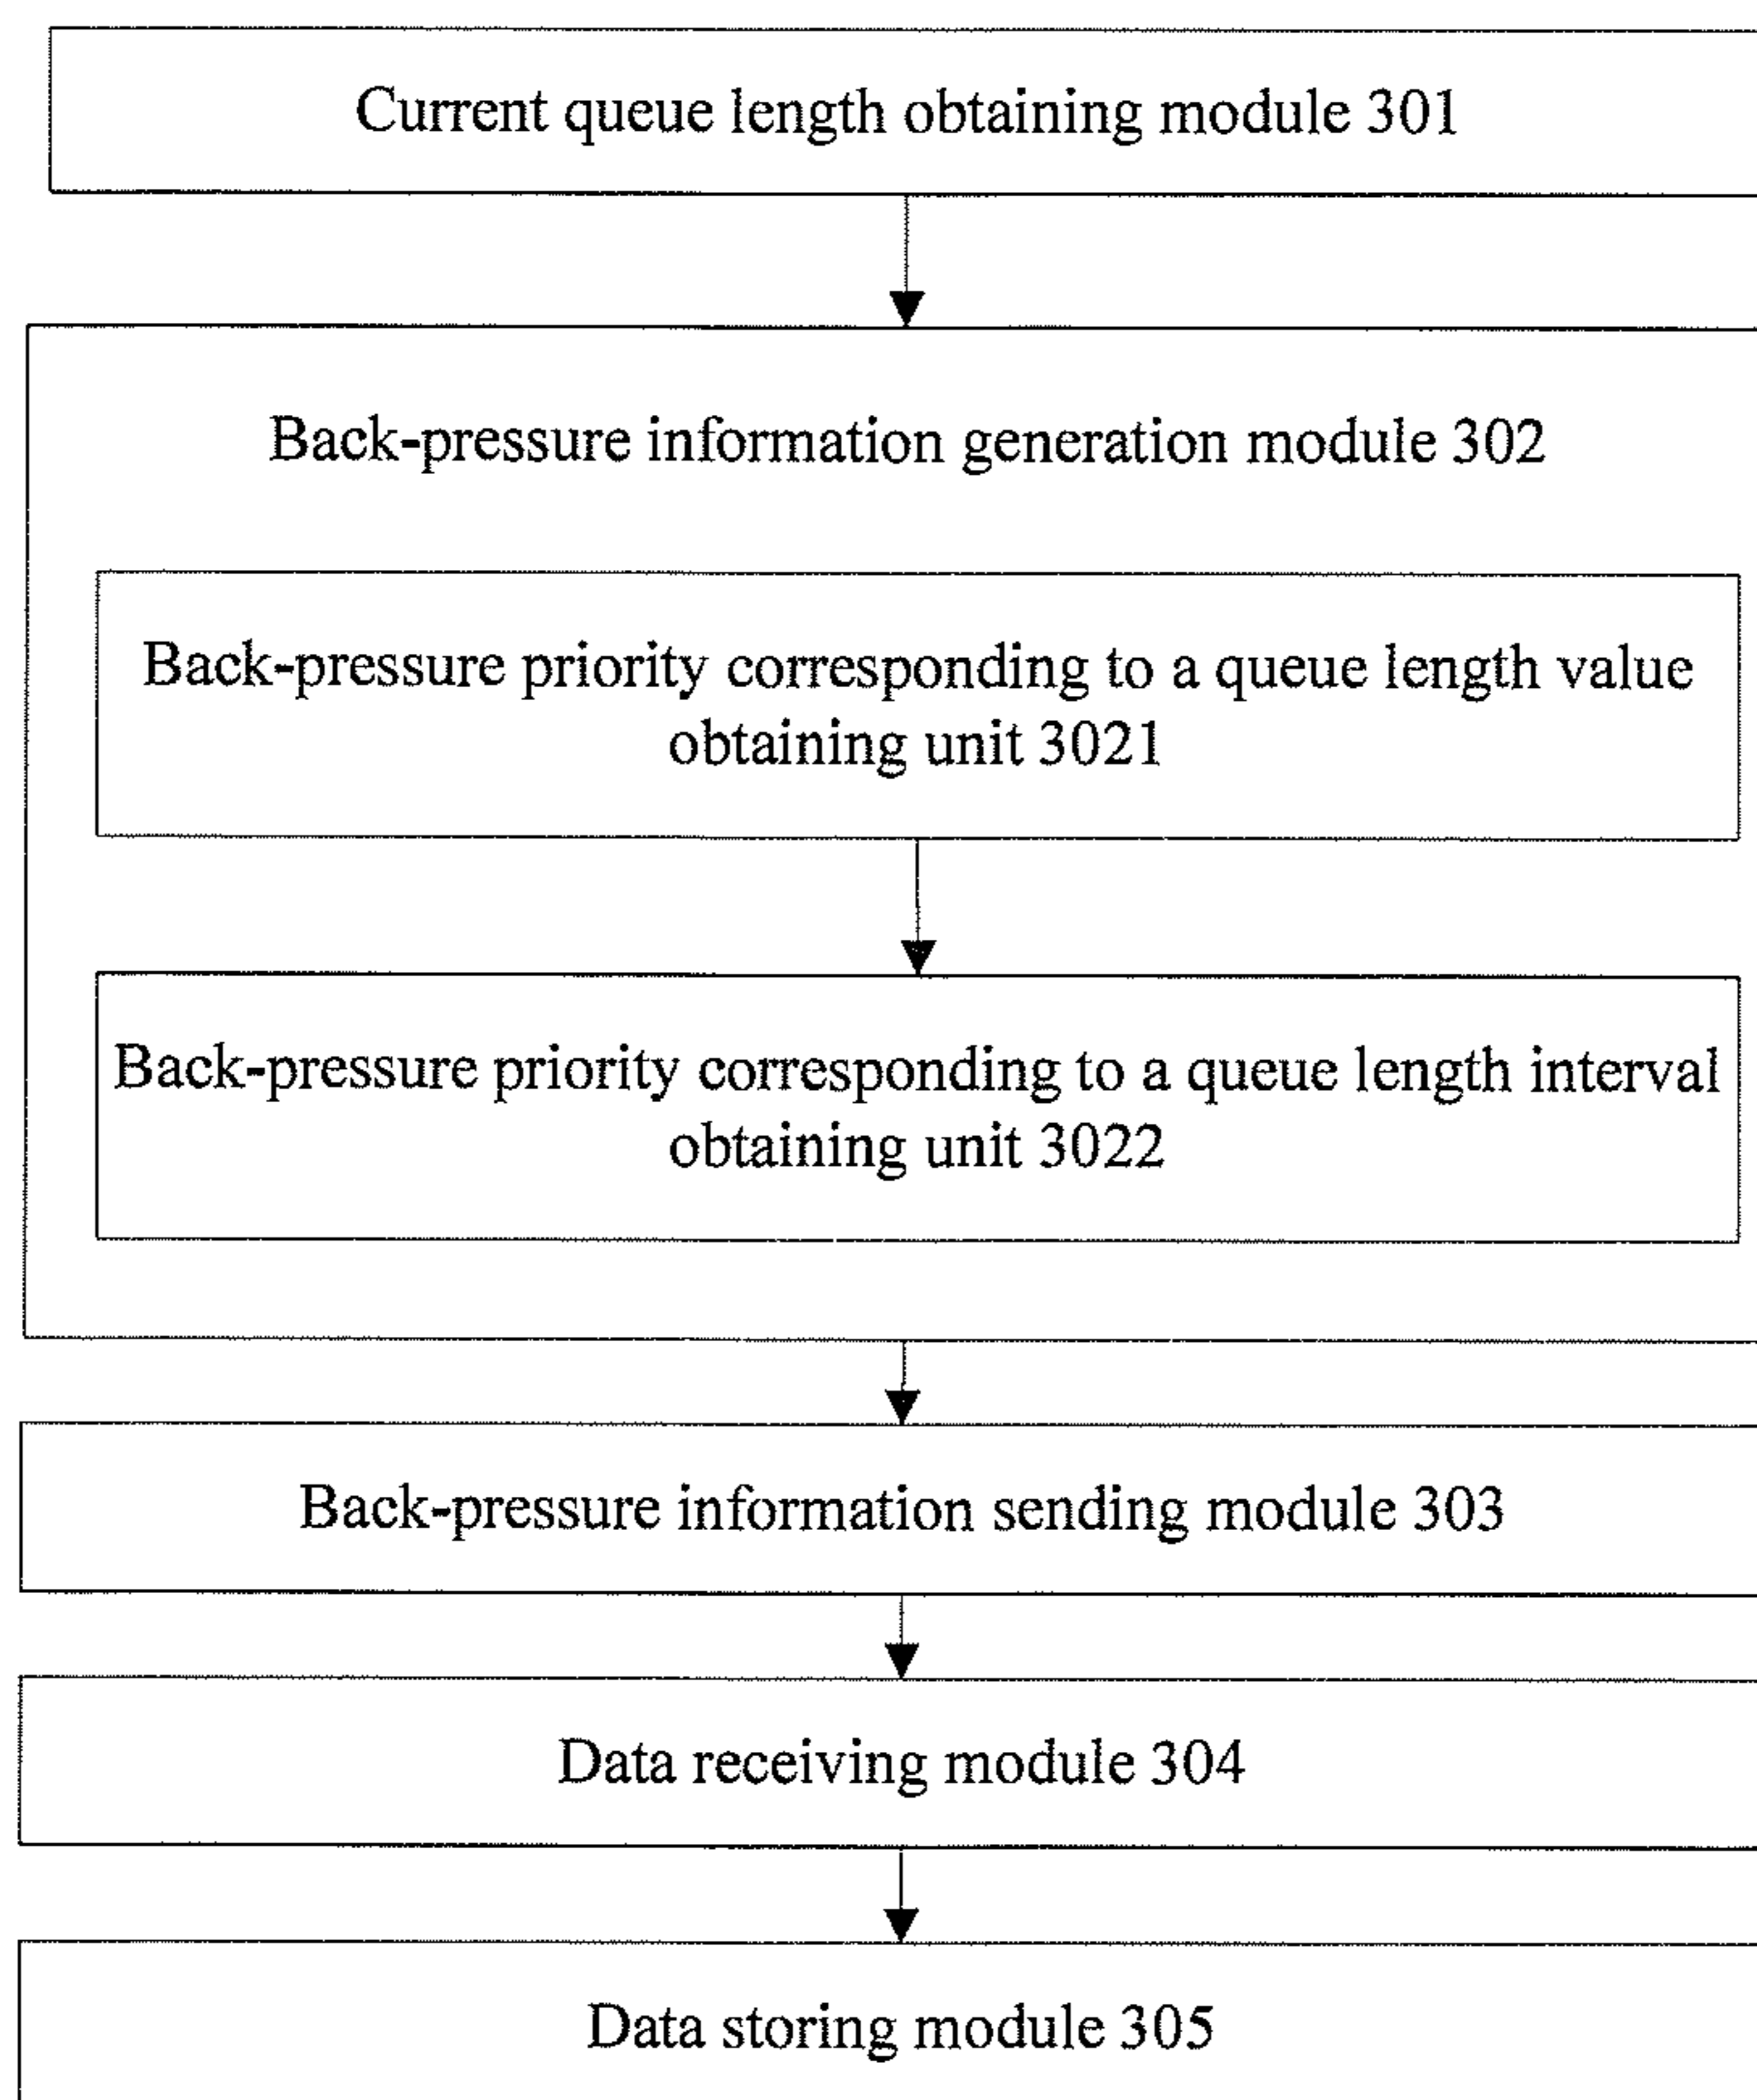 Current queue length obtaining module 301
Back-pressure information generation module 302
Back-pressure priority corresponding to a queue length value
obtaining unit 3021
Back-pressure priority corresponding to a queue length interval
obtaining unit 3022
Back-pressure information sending module 303
Data receiving module 304
Data storing module 305